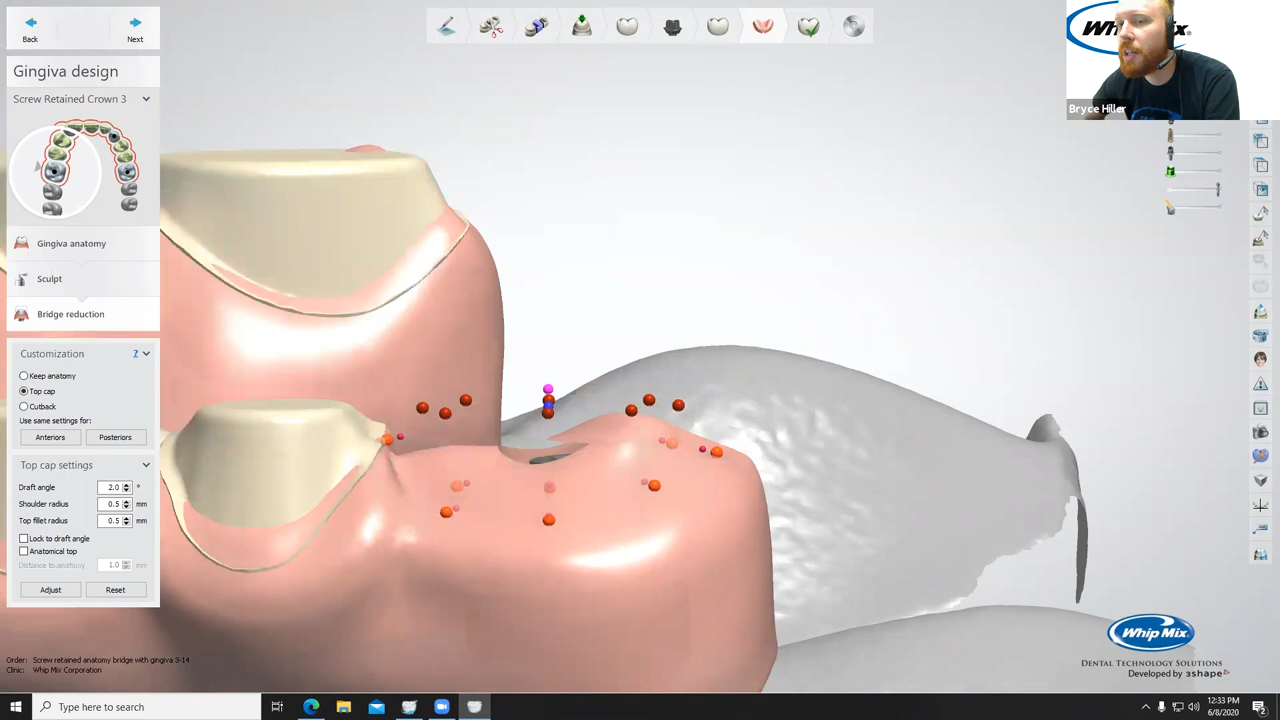 Back
Next
Gingiva design
Screw Retained Crown 3
Gingiva anatomy
Sculpt
Bridge reduction
Customization
?
Keep anatomy
Top cap
Cutback
Use same settings for:
Anteriors
Posteriors
Top cap settings
Draft angle 2.0 °
Shoulder radius 0.5 mm
Top fillet radius 0.5 mm
Lock to draft angle
Anatomical top
Distance to anatomy 1.0 mm
Adjust
Reset
Order: Screw retained anatomy bridge with gingiva 3-14
Clinic: Whip Mix Corporation
Bryce Hiller
Whip Mix®
DENTAL TECHNOLOGY SOLUTIONS
Developed by 3shape
Type here to search
12:33 PM
6/8/2020
2